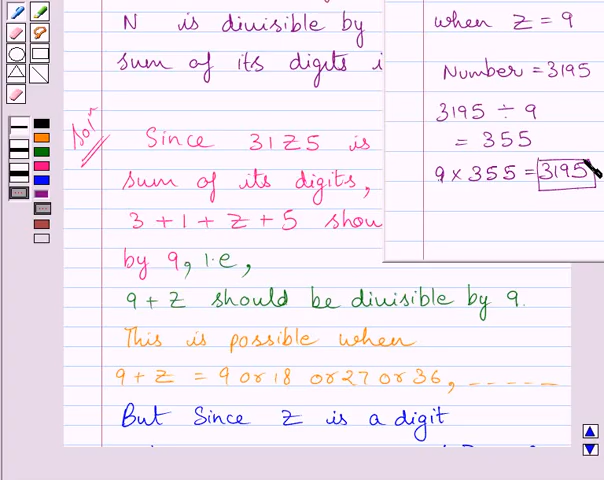 N is divisible by
sum of its digits i
Solⁿ
Since 31Z5 is
sum of its digits,
3 + 1 + Z + 5 shou
by 9, i.e,
9 + Z should be divisible by 9.
This is possible when
9 + Z = 9 or 18 or 27 or 36, ------
But Since Z is a digit
when Z = 9
Number = 3195
3195 ÷ 9
= 355
9 × 355 = 3195